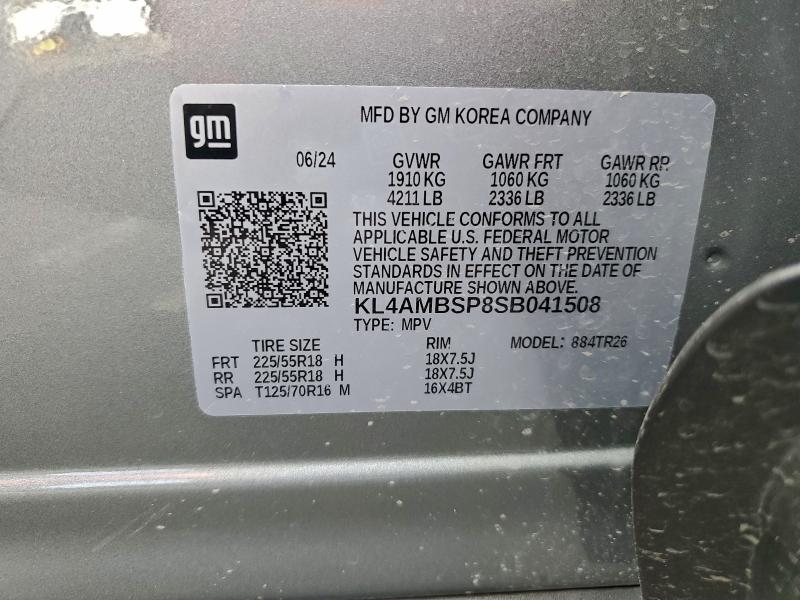 gm
MFD BY GM KOREA COMPANY
06/24 GVWR GAWR FRT GAWR RR
1910 KG 1060 KG 1060 KG
4211 LB 2336 LB 2336 LB
THIS VEHICLE CONFORMS TO ALL
APPLICABLE U.S. FEDERAL MOTOR
VEHICLE SAFETY AND THEFT PREVENTION
STANDARDS IN EFFECT ON THE DATE OF
MANUFACTURE SHOWN ABOVE.
KL4AMBSP8SB041508
TYPE: MPV
TIRE SIZE RIM MODEL: 884TR26
FRT 225/55R18 H 18X7.5J
RR 225/55R18 H 18X7.5J
SPA T125/70R16 M 16X4BT